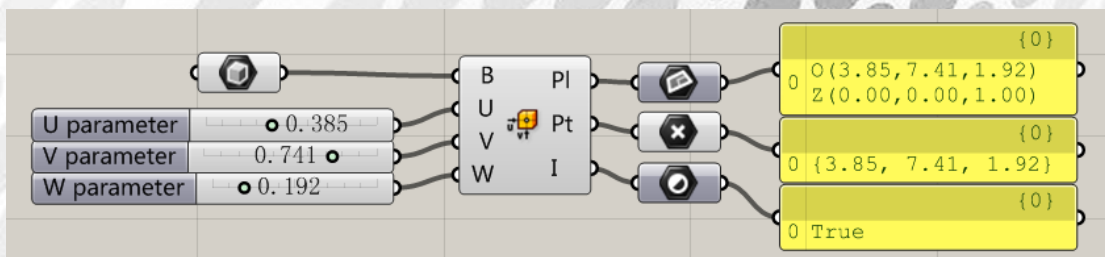 U parameter
0.385
V parameter
0.741
W parameter
0.192
B
U
V
W
Pl
Pt
I
{0}
0 O(3.85,7.41,1.92)
Z(0.00,0.00,1.00)
{0}
0 {3.85, 7.41, 1.92}
{0}
0 True